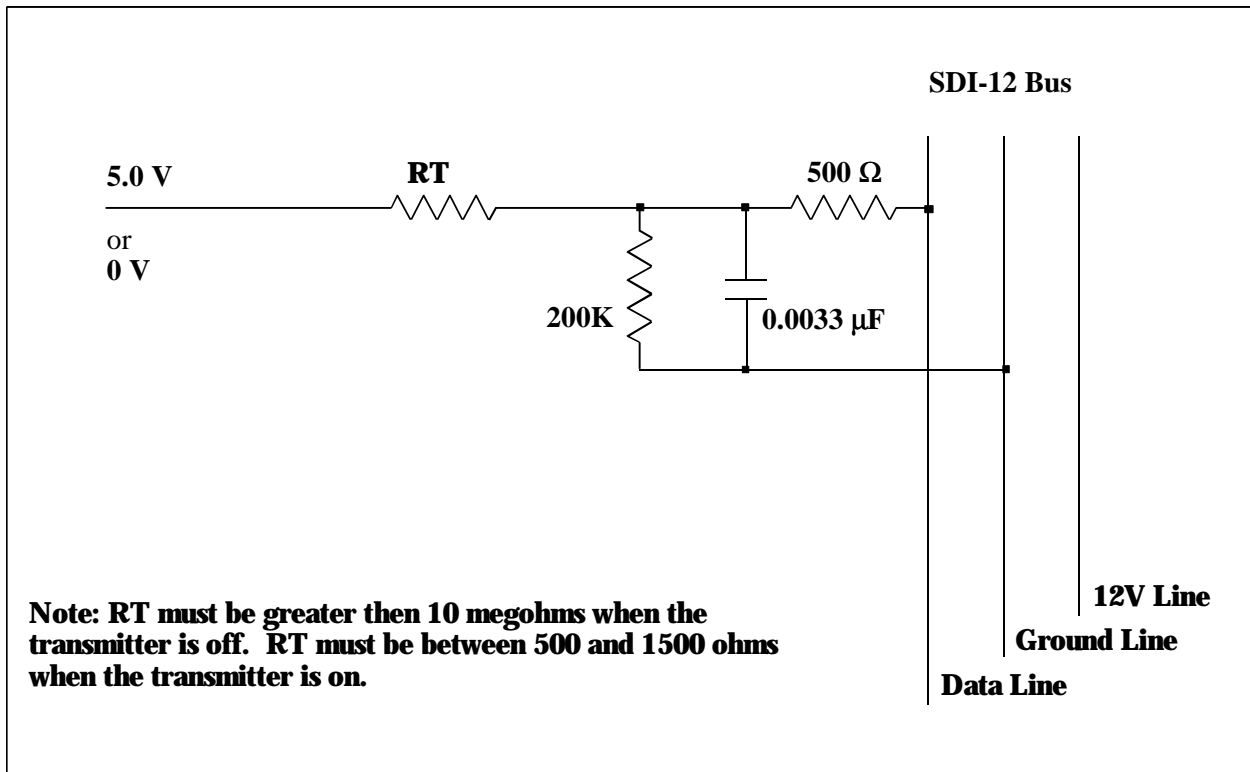 SDI-12 Bus
5.0 V
RT
500 Ω
or
0 V
200K
0.0033 µF
12V Line
Note: RT must be greater then 10 megohms when the
transmitter is off.  RT must be between 500 and 1500 ohms
when the transmitter is on.
Ground Line
Data Line